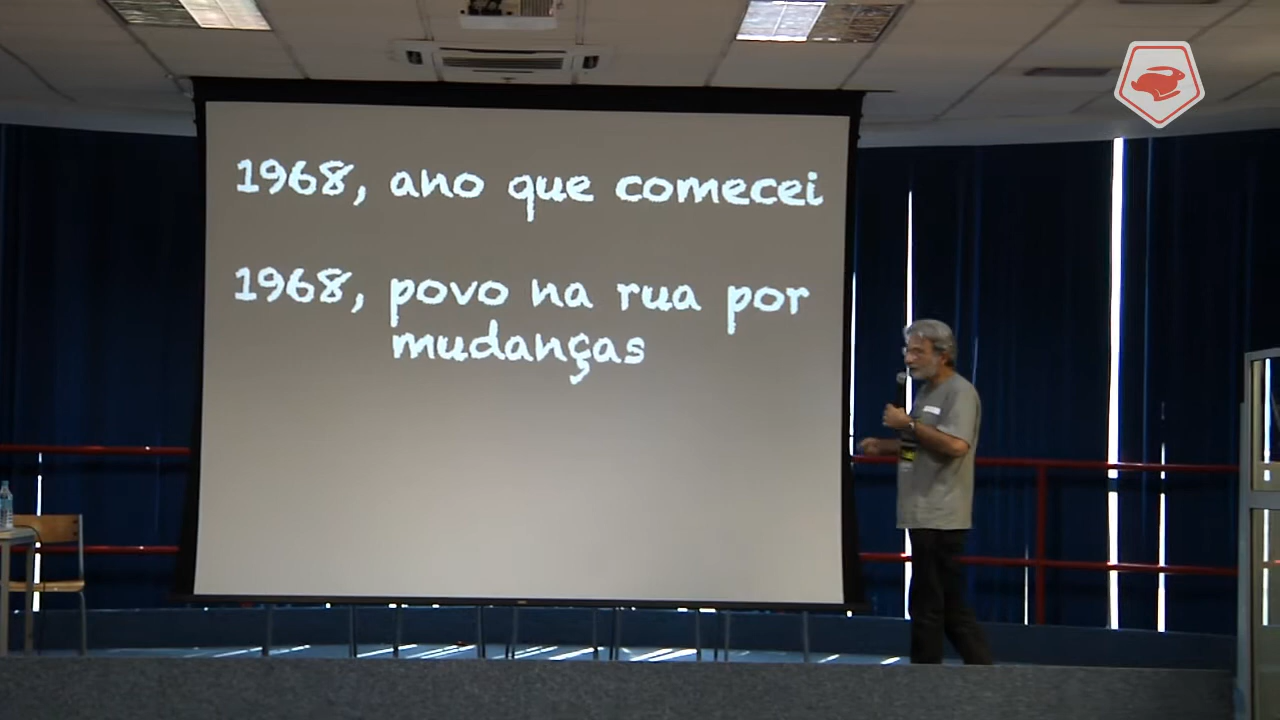 1968, ano que comecei
1968, povo na rua por
mudanças